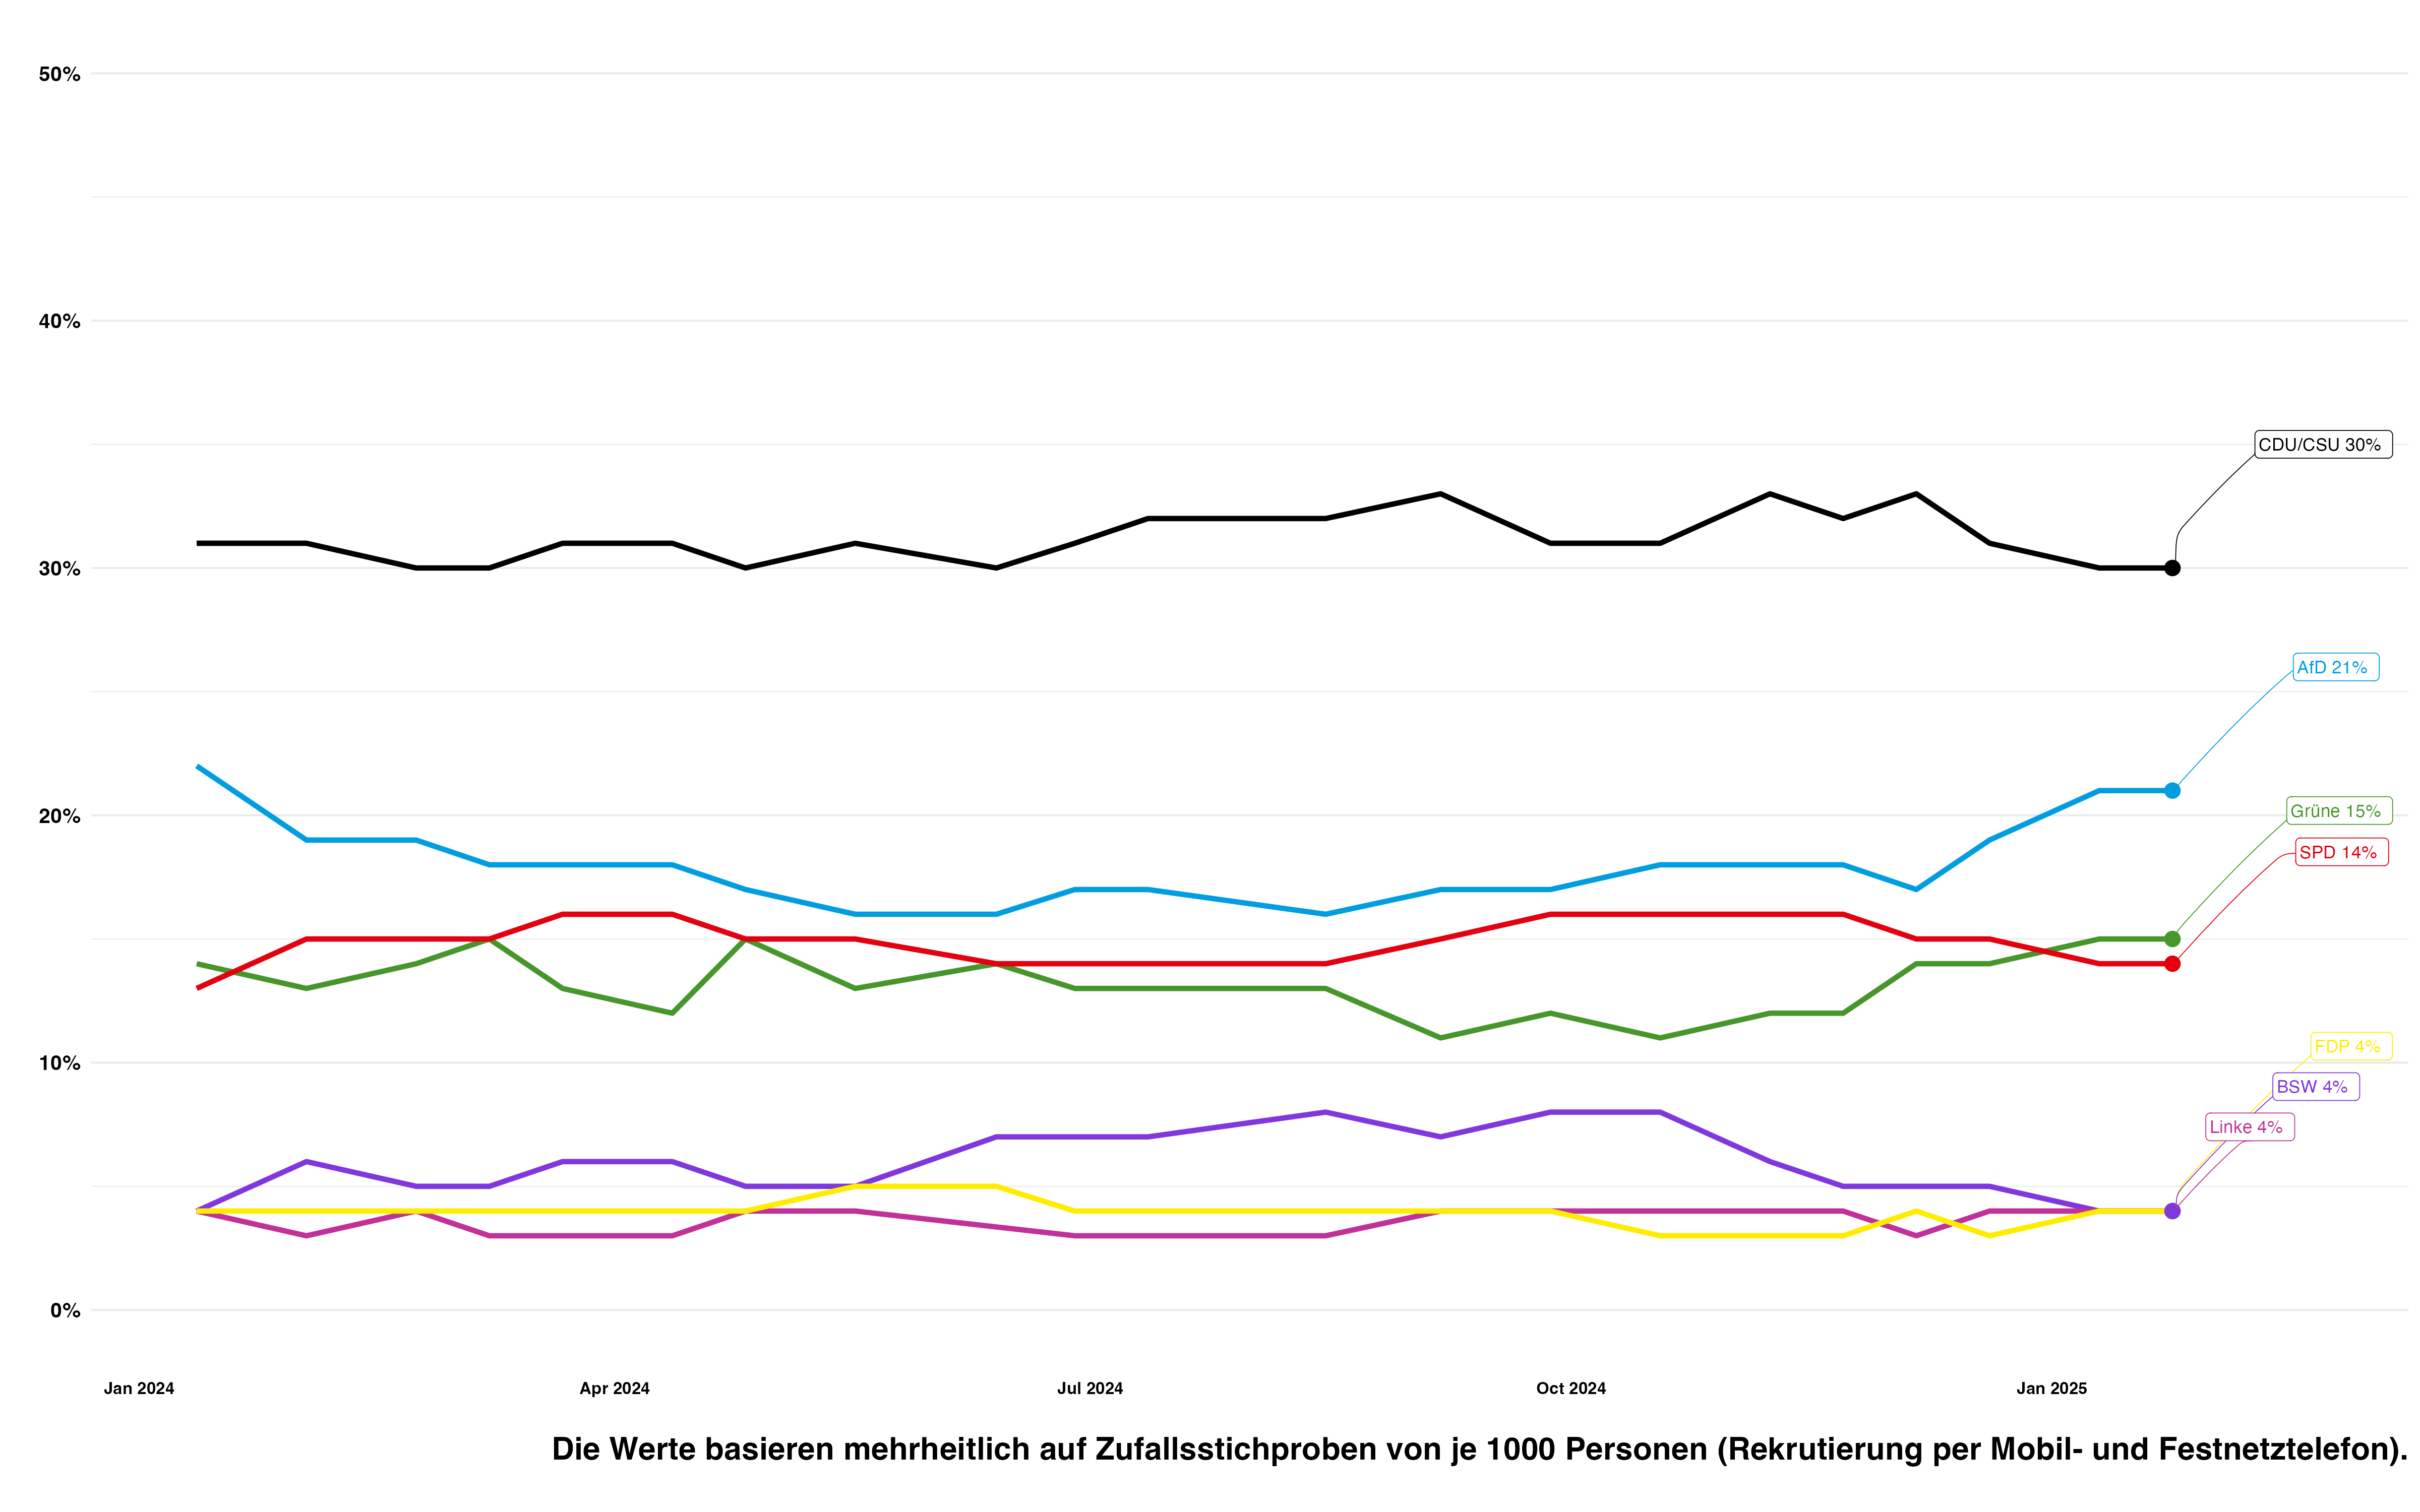 50%
40%
CDU/CSU 30%
30%
AfD 21%
20%
Grüne 15%
SPD 14%
10%
FDP 4%
BSW 4%
Linke 4%
0%
Jan 2024
Apr 2024
Jul 2024
Oct 2024
Jan 2025
Die Werte basieren mehrheitlich auf Zufallsstichproben von je 1000 Personen (Rekrutierung per Mobil- und Festnetztelefon).